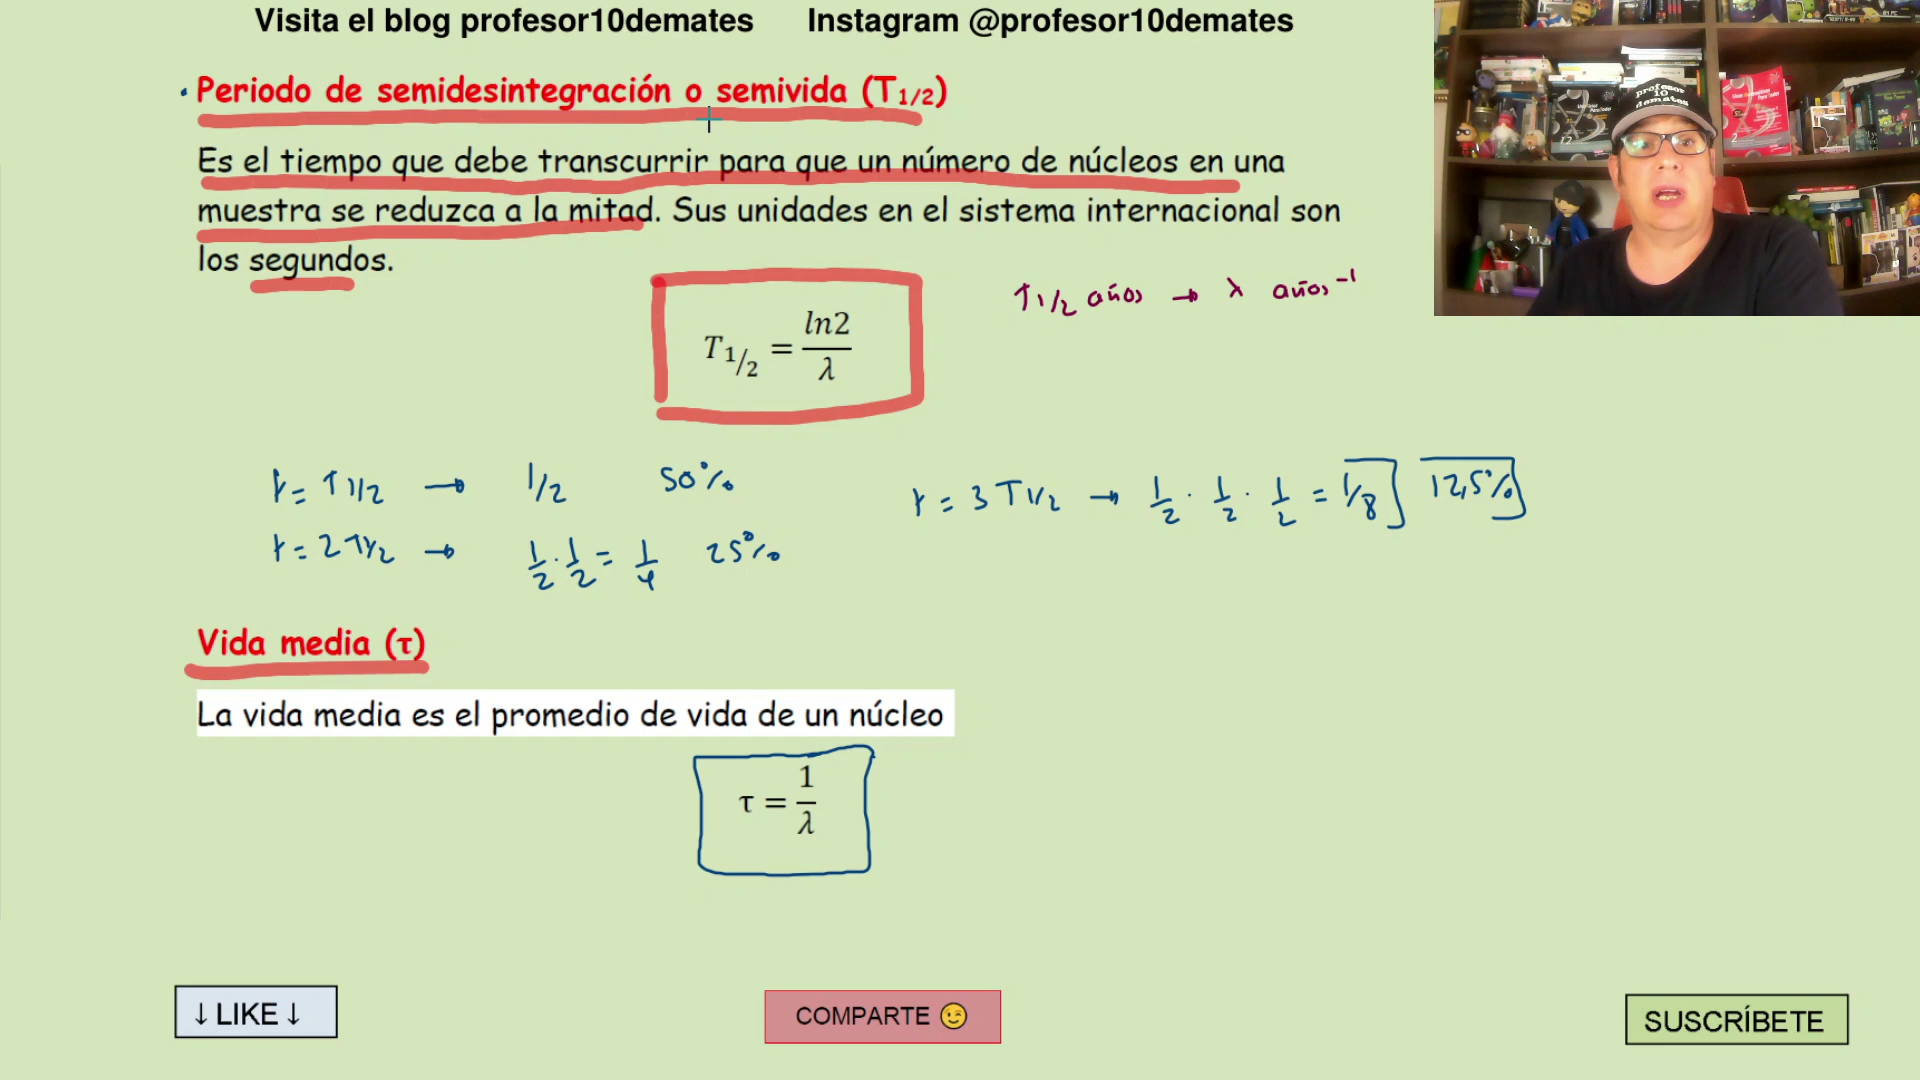 Visita el blog profesor10demates Instagram @profesor10demates
Periodo de semidesintegración o semivida (T1/2)
Es el tiempo que debe transcurrir para que un número de núcleos en una
muestra se reduzca a la mitad. Sus unidades en el sistema internacional son
los segundos.
T1/2 años → λ años⁻¹
T1/2 = ln2/λ
t = T1/2 → 1/2 50%
t = 2T1/2 → 1/2 · 1/2 = 1/4 25%
t = 3T1/2 → 1/2 · 1/2 · 1/2 = 1/8 12,5%
Vida media (τ)
La vida media es el promedio de vida de un núcleo
τ = 1/λ
↓LIKE↓
COMPARTE 😉
SUSCRÍBETE
profesor
10
demates